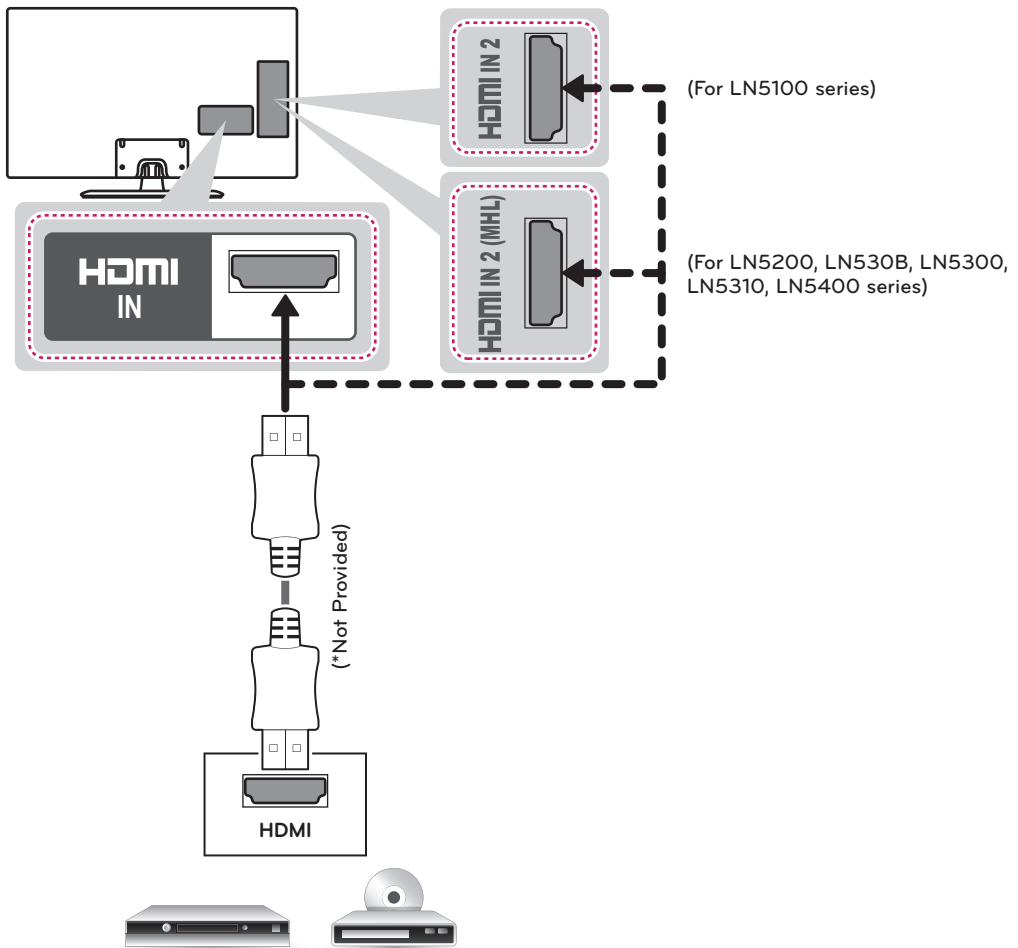 HDMI IN 2
(For LN5100 series)
HDMI IN 2 (MHL)
(For LN5200, LN530B, LN5300,
LN5310, LN5400 series)
HDMI
IN
(*Not Provided)
HDMI